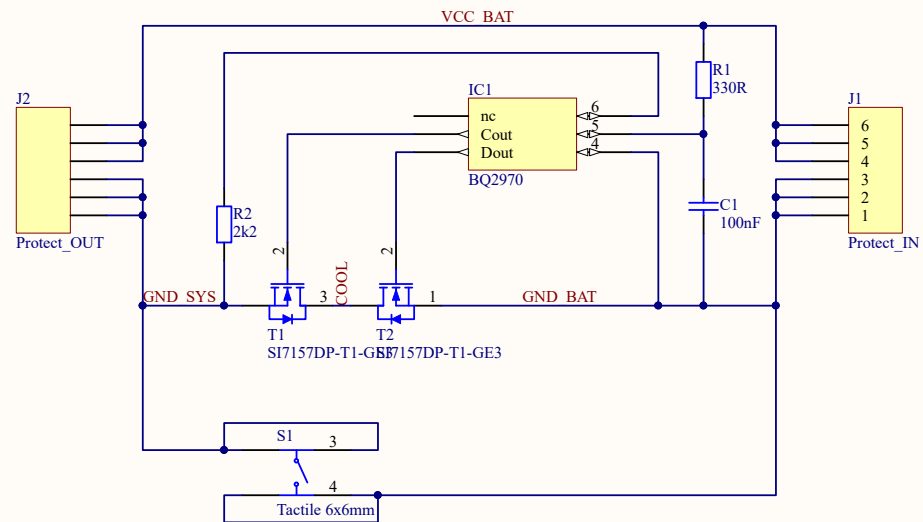 VCC_BAT
R1
330R
J2
IC1
J1
nc
6
Cout
5
Dout
4
BQ2970
6
5
4
3
2
1
R2
2k2
C1
100nF
Protect_OUT
Protect_IN
2
2
COOL
GND_SYS
3
1
GND_BAT
T1
T2
SI7157DP-T1-GE3
SI7157DP-T1-GE3
S1
3
4
Tactile 6x6mm